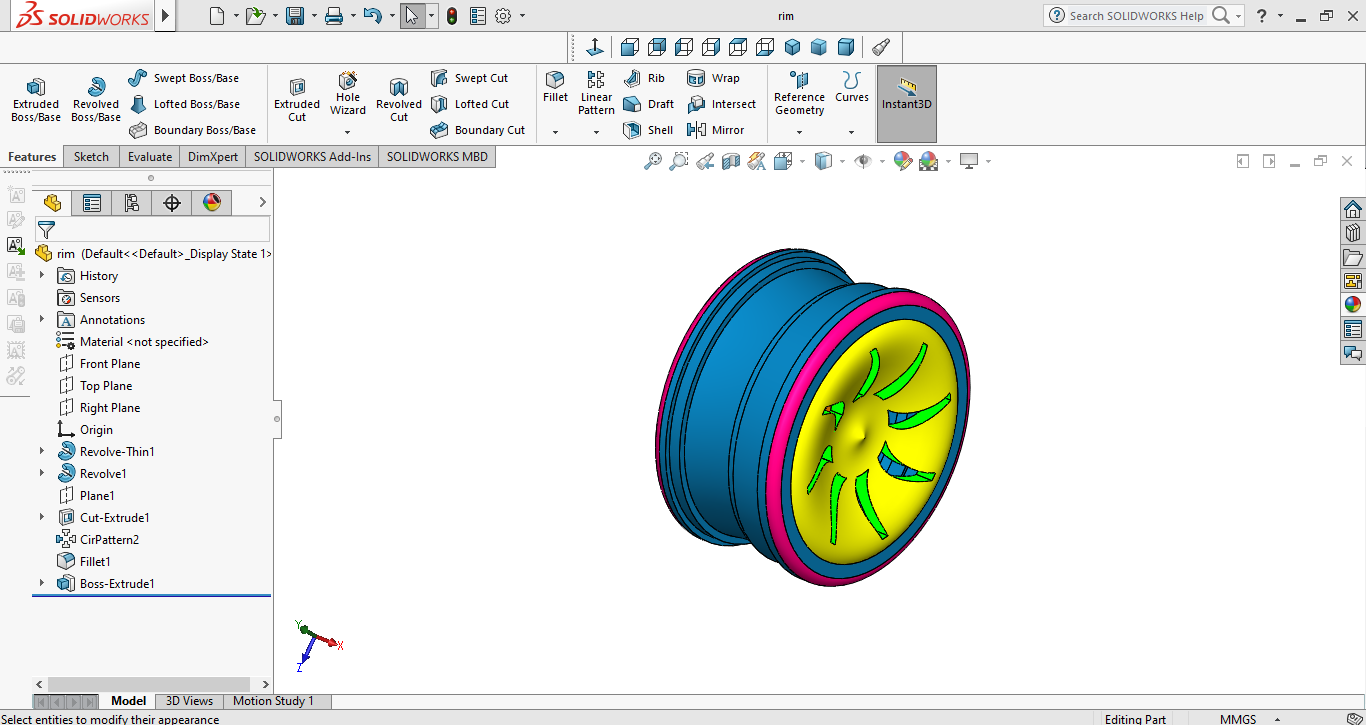 SOLIDWORKS
rim
Search SOLIDWORKS Help
?
Extruded
Boss/Base
Revolved
Boss/Base
Swept Boss/Base
Lofted Boss/Base
Boundary Boss/Base
Extruded
Cut
Hole
Wizard
Revolved
Cut
Swept Cut
Lofted Cut
Boundary Cut
Fillet
Linear
Pattern
Rib
Draft
Shell
Wrap
Intersect
Mirror
Reference
Geometry
Curves
Instant3D
Features
Sketch
Evaluate
DimXpert
SOLIDWORKS Add-Ins
SOLIDWORKS MBD
rim (Default<<Default>_Display State 1>
History
Sensors
Annotations
Material <not specified>
Front Plane
Top Plane
Right Plane
Origin
Revolve-Thin1
Revolve1
Plane1
Cut-Extrude1
CirPattern2
Fillet1
Boss-Extrude1
Y
X
Z
Model
3D Views
Motion Study 1
Select entities to modify their appearance
Editing Part
MMGS